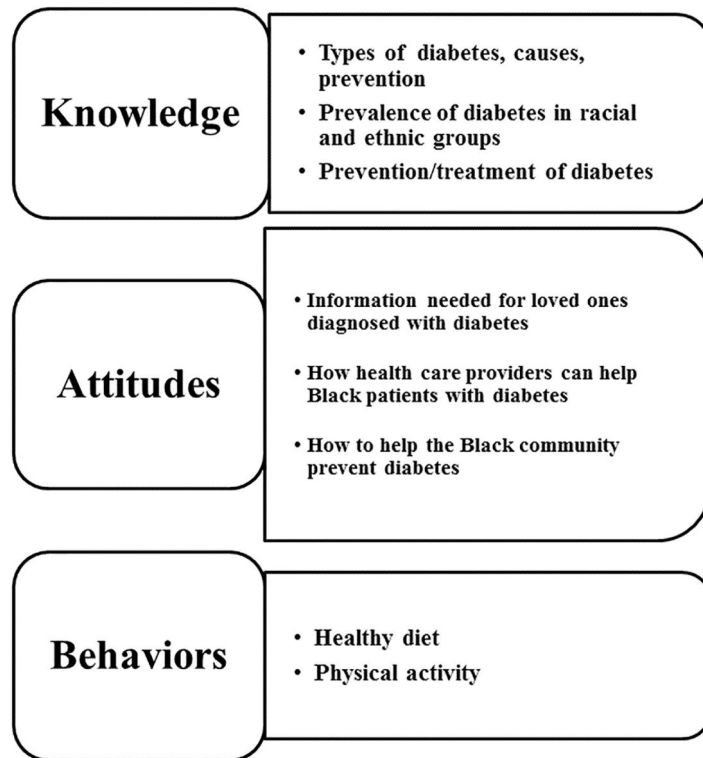 Knowledge
• Types of diabetes, causes,
prevention
• Prevalence of diabetes in racial
and ethnic groups
• Prevention/treatment of diabetes
Attitudes
• Information needed for loved ones
diagnosed with diabetes
• How health care providers can help
Black patients with diabetes
• How to help the Black community
prevent diabetes
Behaviors
• Healthy diet
• Physical activity